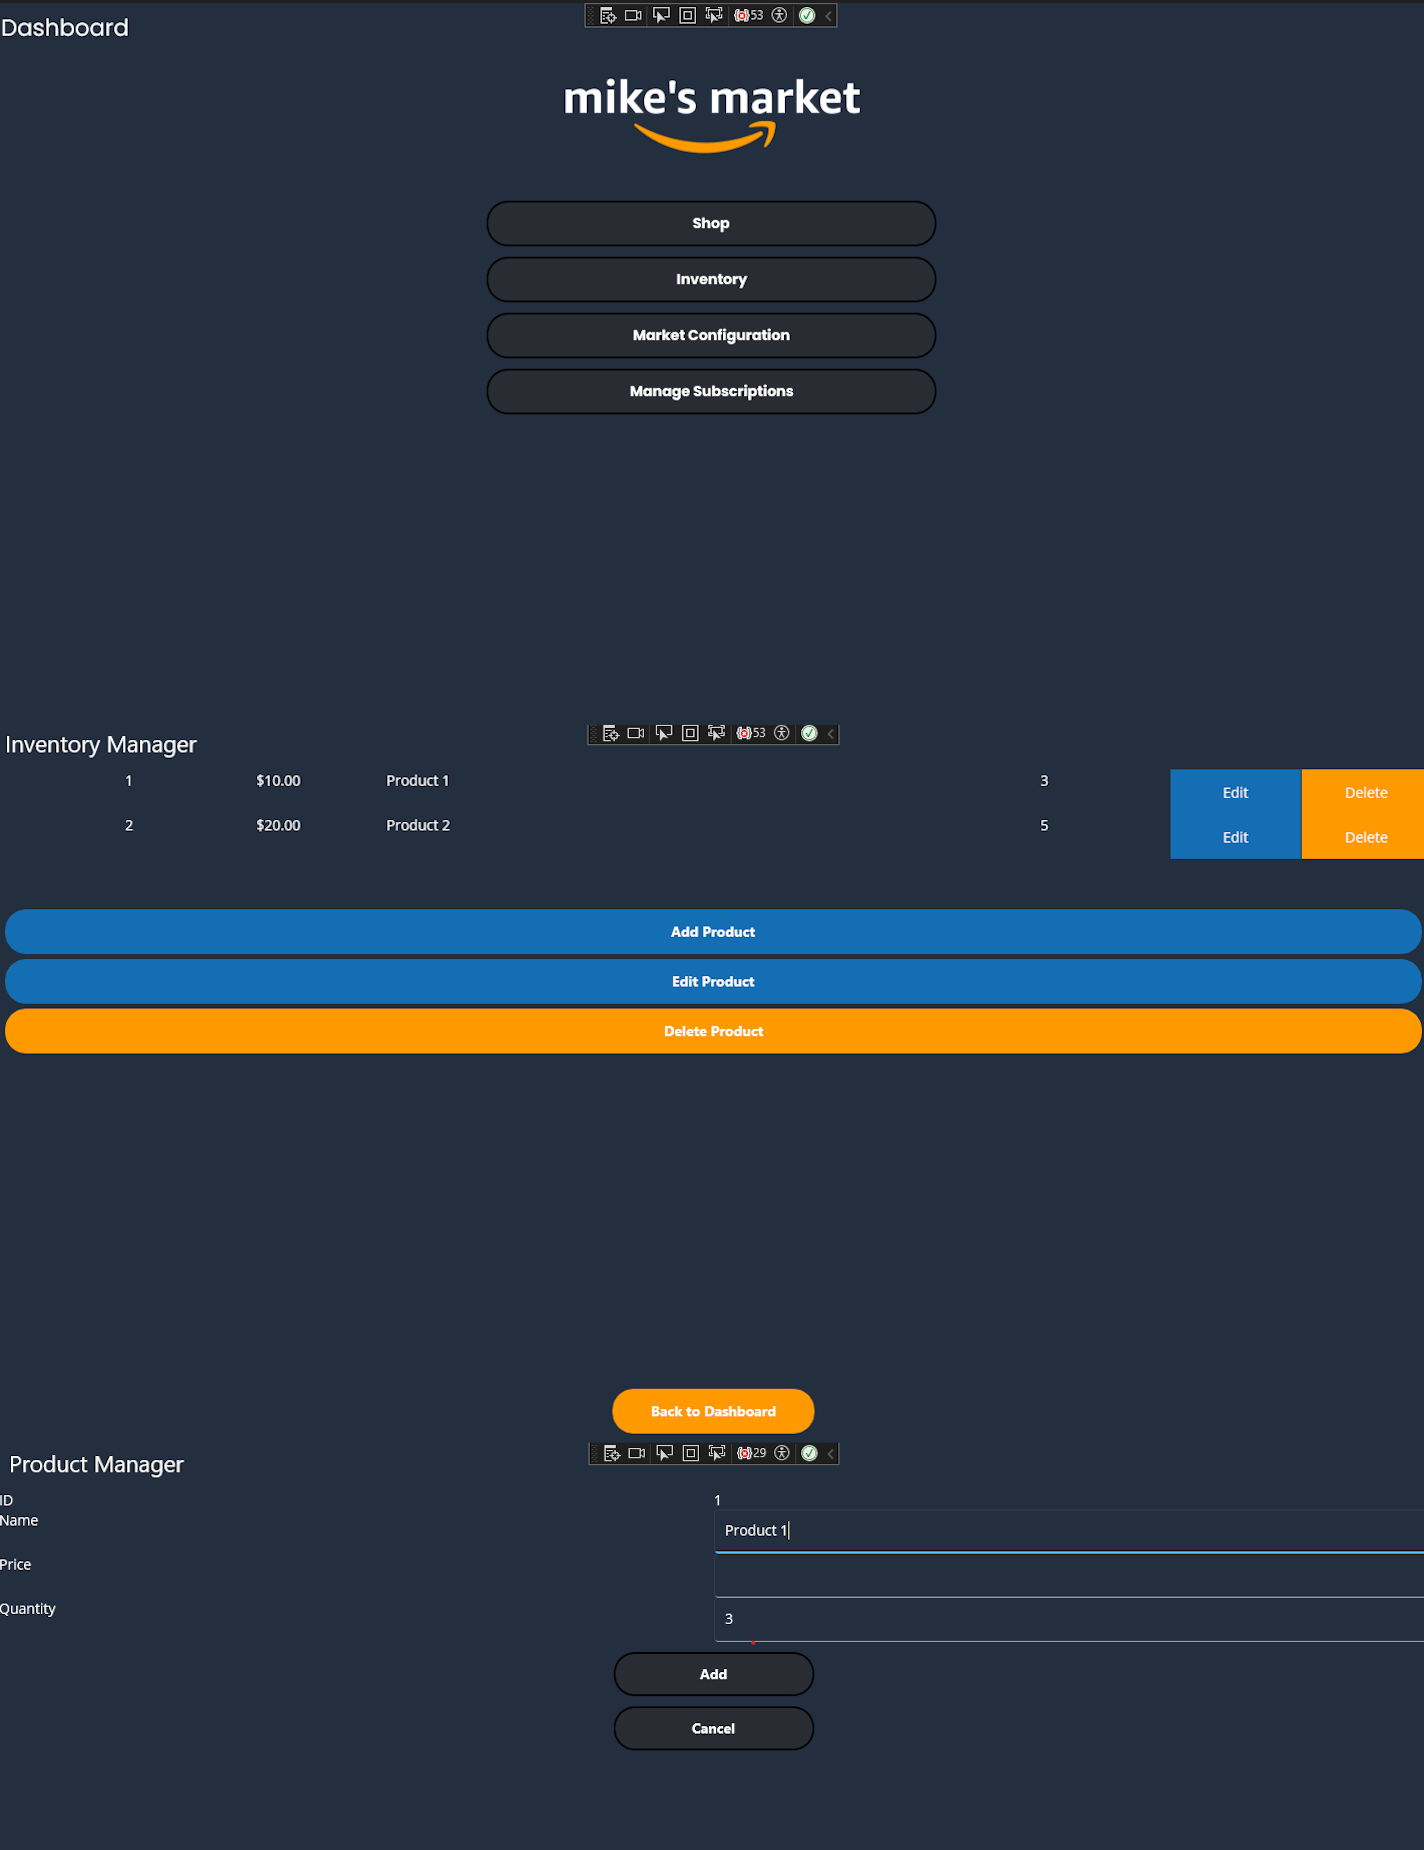 53
Dashboard
mike's market
Shop
Inventory
Market Configuration
Manage Subscriptions
53
Inventory Manager
1 $10.00 Product 1 3 Edit Delete
2 $20.00 Product 2 5 Edit Delete
Add Product
Edit Product
Delete Product
Back to Dashboard
29
Product Manager
ID 1
Name Product 1
Price
Quantity 3
Add
Cancel